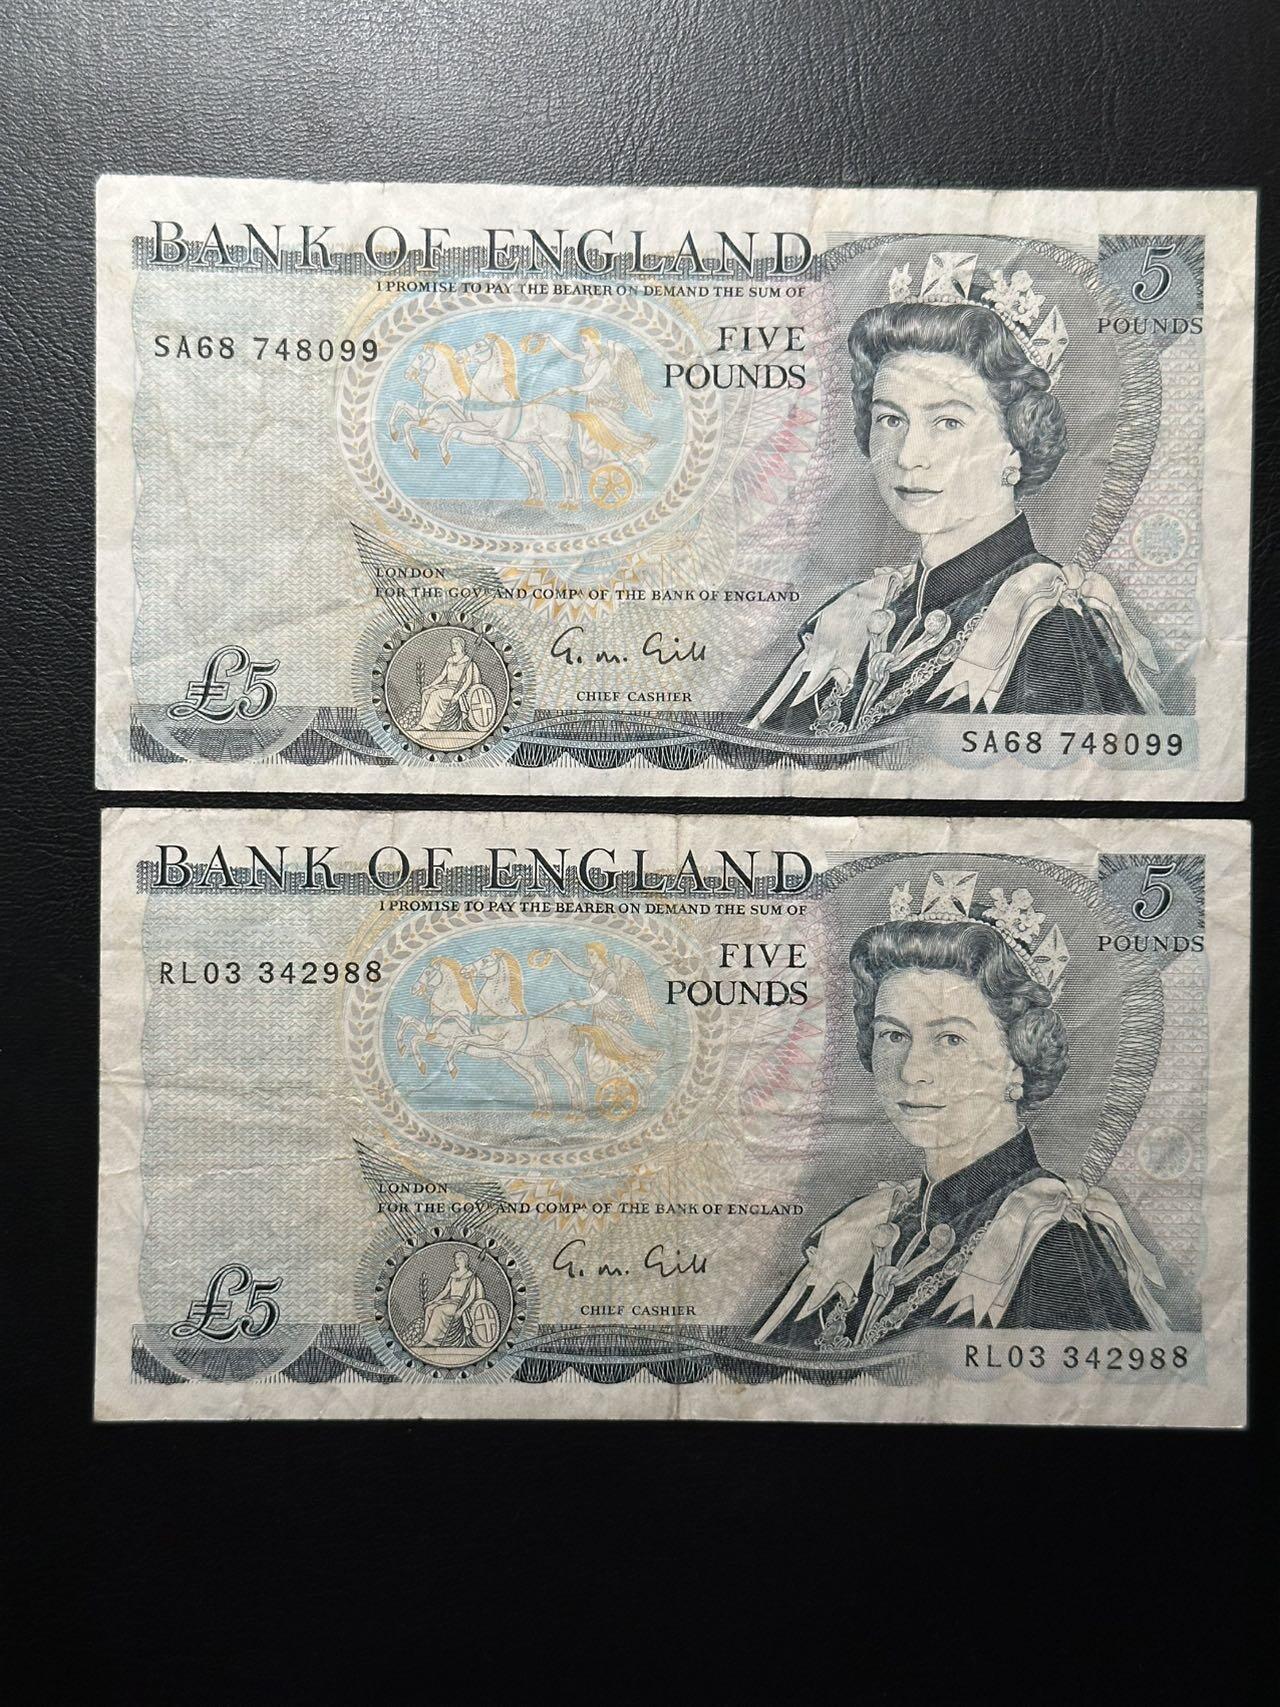 BANK OF ENGLAND
5
I PROMISE TO PAY THE BEARER ON DEMAND THE SUM OF
POUNDS
SA68 748099
FIVE
POUNDS
LONDON
FOR THE GOVR AND COMPA OF THE BANK OF ENGLAND
G. M. Gill
£5
CHIEF CASHIER
SA68 748099
BANK OF ENGLAND
5
I PROMISE TO PAY THE BEARER ON DEMAND THE SUM OF
POUNDS
RL03 342988
FIVE
POUNDS
LONDON
FOR THE GOVR AND COMPA OF THE BANK OF ENGLAND
G. M. Gill
£5
CHIEF CASHIER
RL03 342988